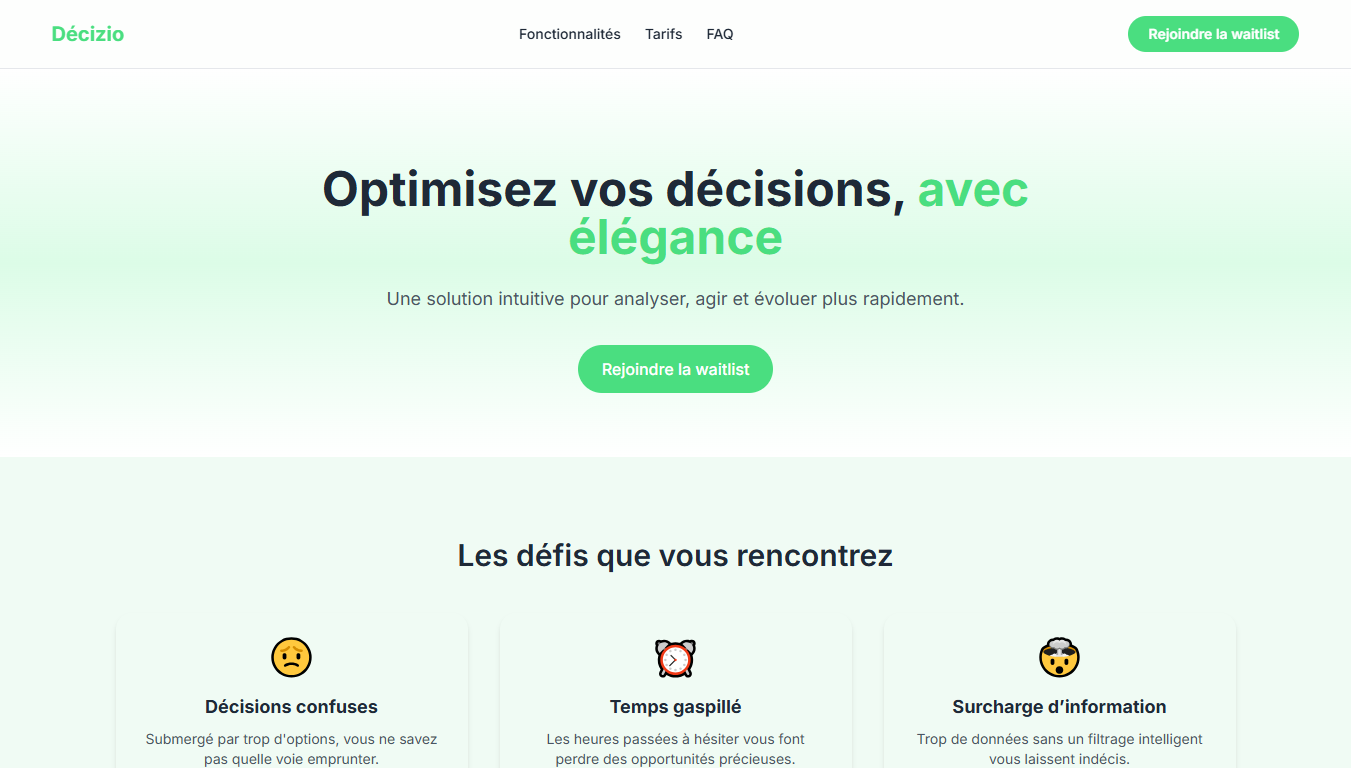 Décizio
Fonctionnalités
Tarifs
FAQ
Rejoindre la waitlist
Optimisez vos décisions, avec
élégance
Une solution intuitive pour analyser, agir et évoluer plus rapidement.
Rejoindre la waitlist
Les défis que vous rencontrez
Décisions confuses
Submergé par trop d'options, vous ne savez
pas quelle voie emprunter.
Temps gaspillé
Les heures passées à hésiter vous font
perdre des opportunités précieuses.
Surcharge d’information
Trop de données sans un filtrage intelligent
vous laissent indécis.